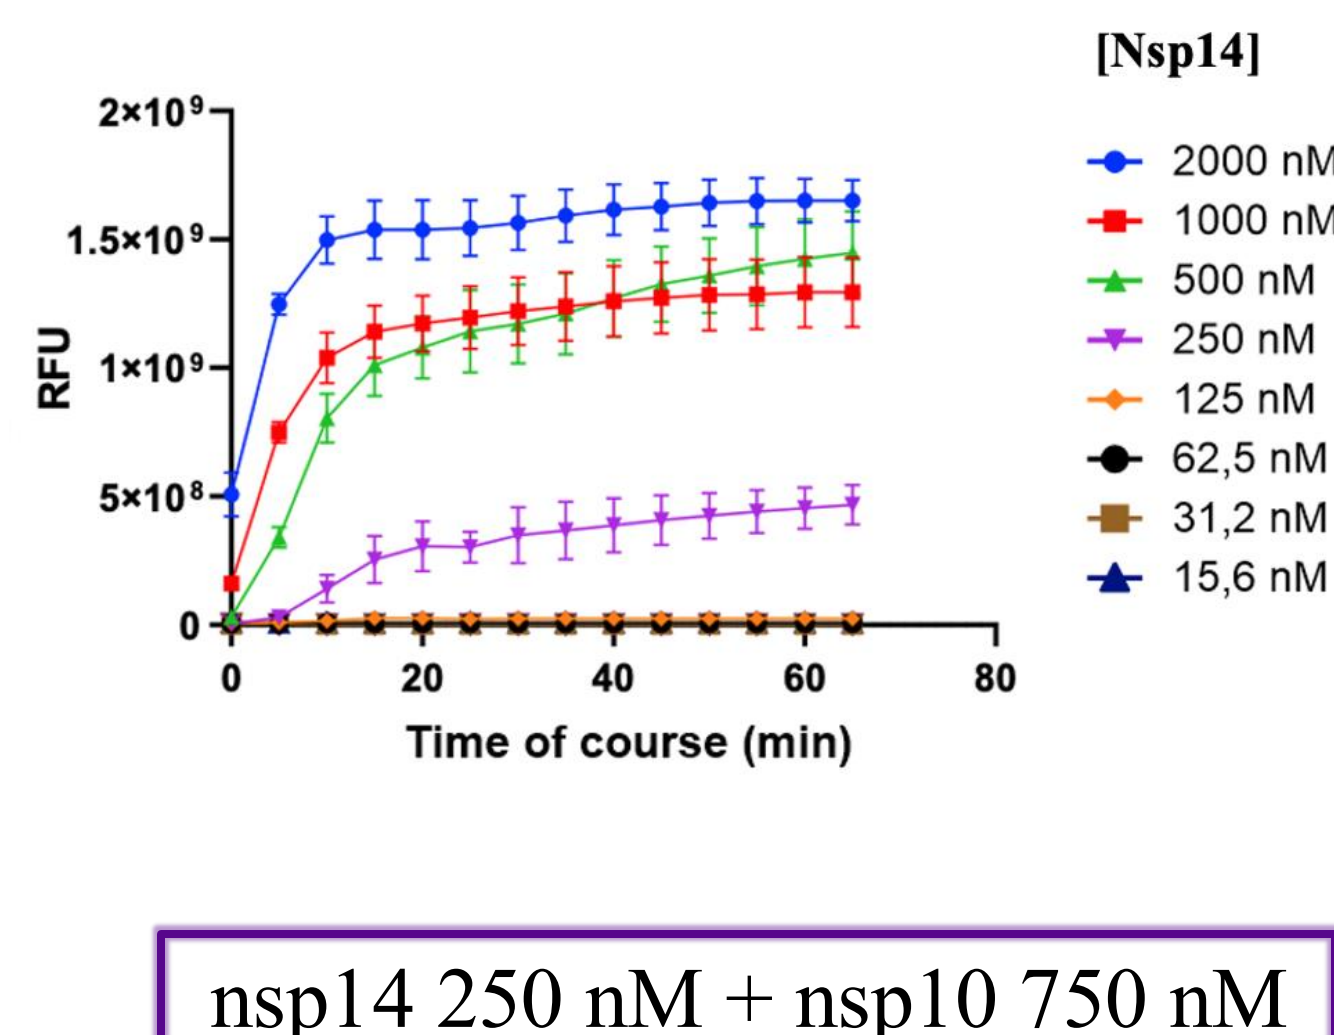 [Nsp14]
2000 nM
1000 nM
500 nM
250 nM
125 nM
62,5 nM
31,2 nM
15,6 nM
2×10⁹
1.5×10⁹
1×10⁹
5×10⁸
0
RFU
0 20 40 60 80
Time of course (min)
nsp14 250 nM + nsp10 750 nM